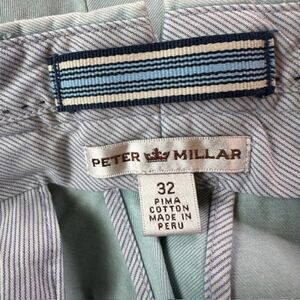 PETER MILLAR
32
PIMA
COTTON
MADE IN
PERU